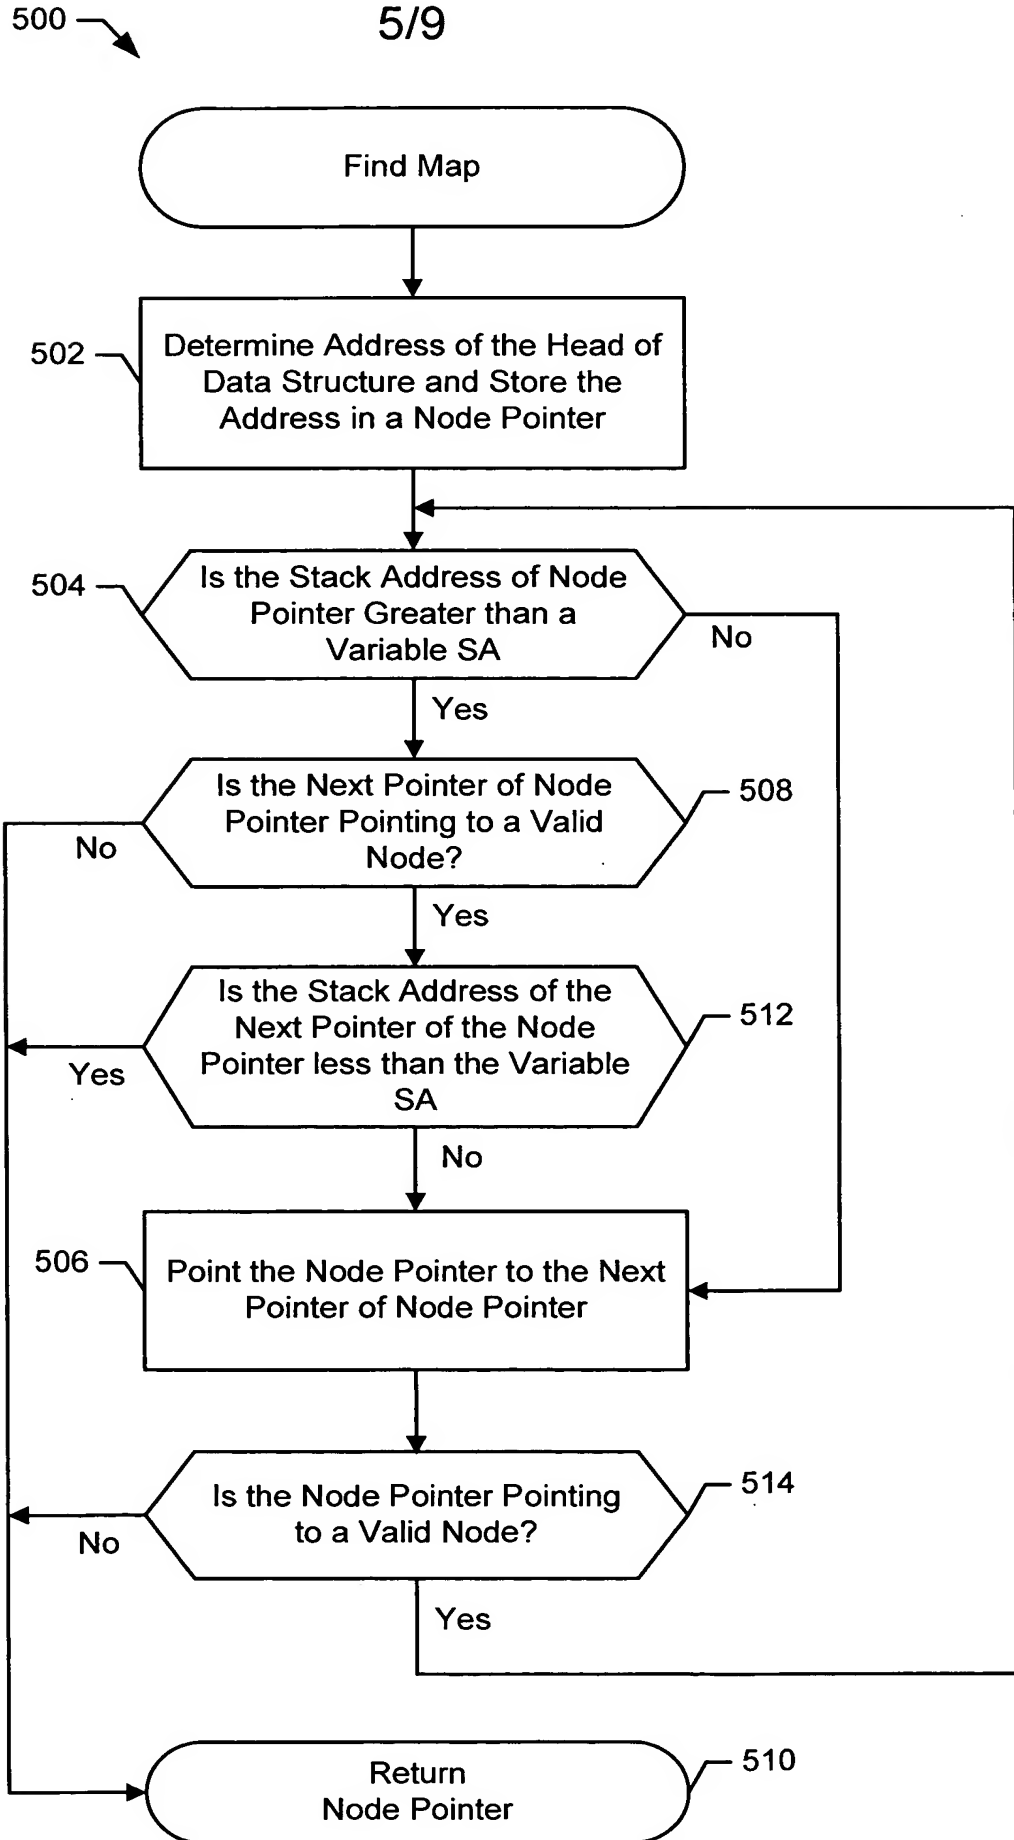 500
5/9
Find Map
502
Determine Address of the Head of
Data Structure and Store the
Address in a Node Pointer
504
Is the Stack Address of Node
Pointer Greater than a
Variable SA
No
Yes
Is the Next Pointer of Node
Pointer Pointing to a Valid
Node?
508
No
Yes
Is the Stack Address of the
Next Pointer of the Node
Pointer less than the Variable
SA
512
Yes
No
506
Point the Node Pointer to the Next
Pointer of Node Pointer
Is the Node Pointer Pointing
to a Valid Node?
514
No
Yes
Return
Node Pointer
510